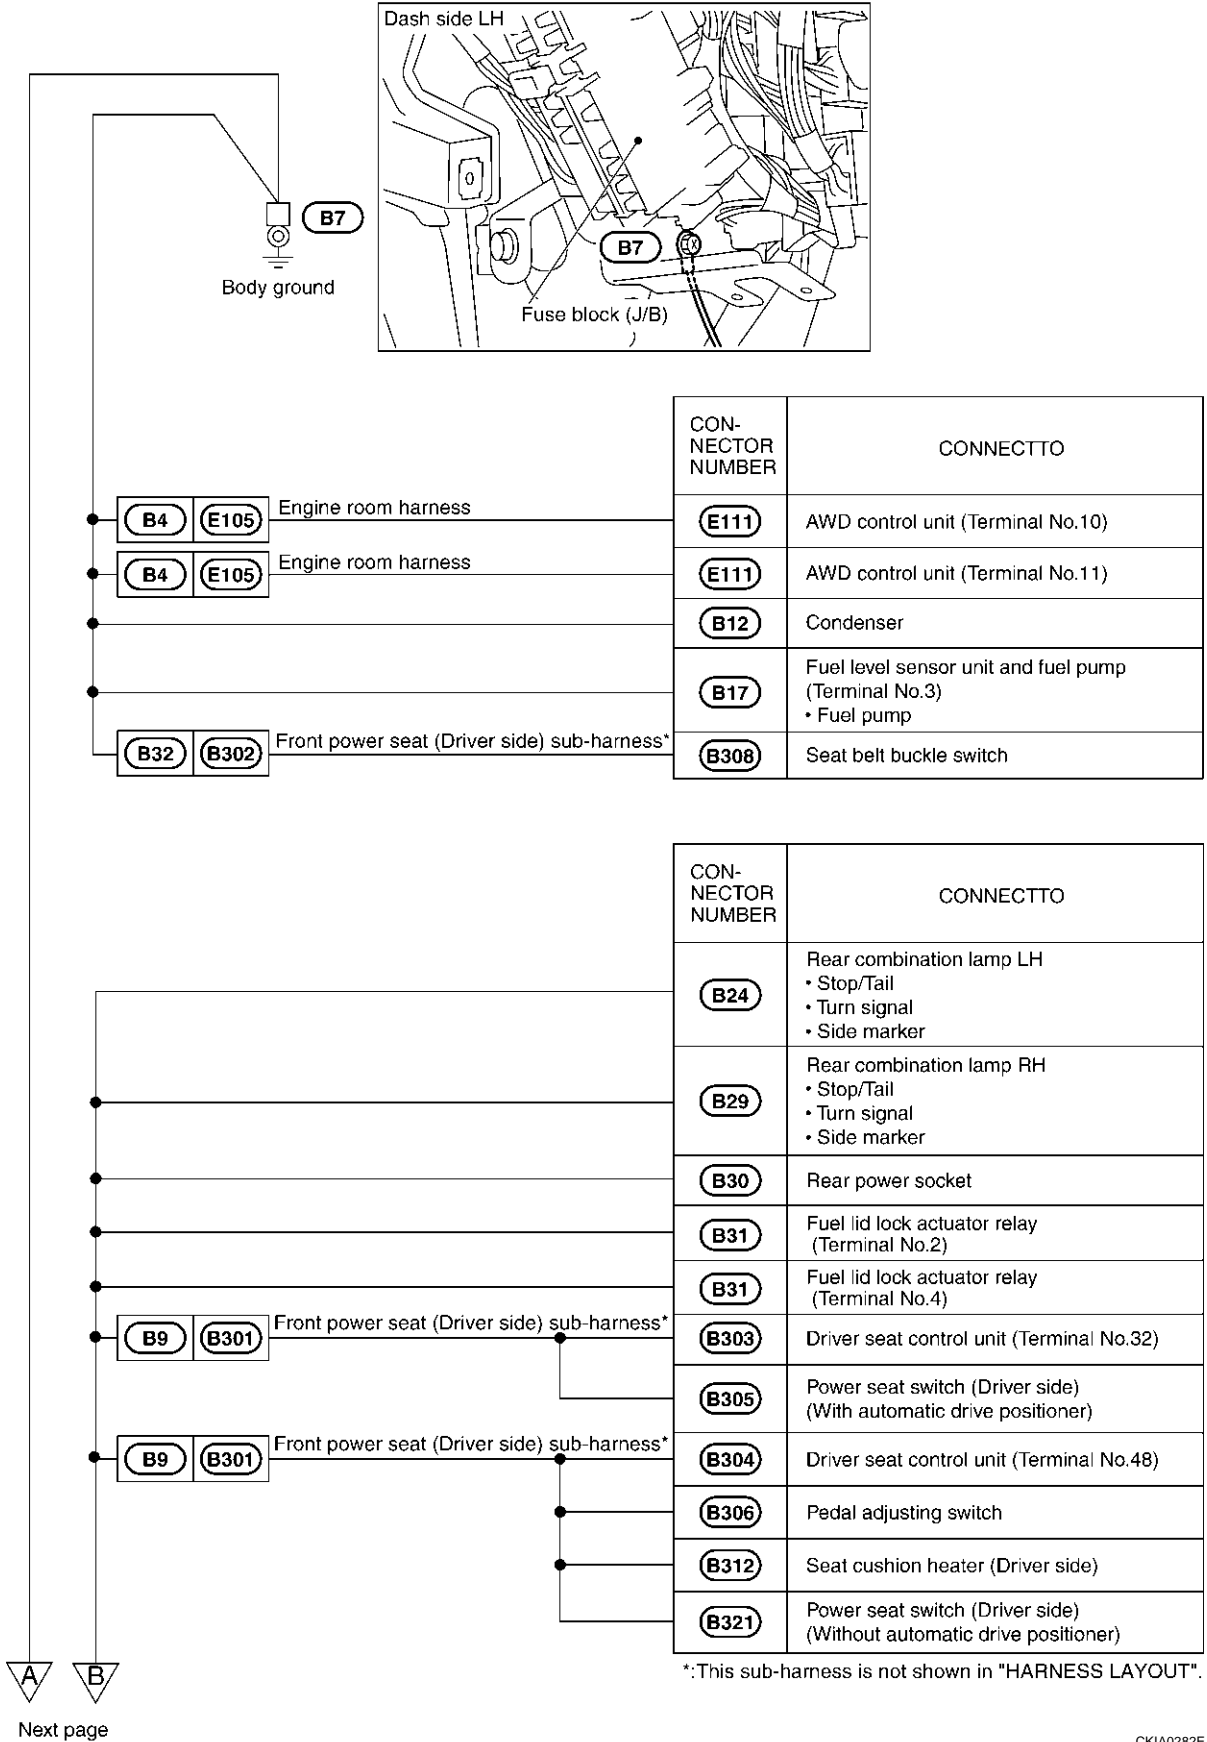 Dash side LH
B7
B7
Body ground
Fuse block (J/B)
CON-
NECTOR
NUMBER
CONNECTTO
B4 E105 Engine room harness E111 AWD control unit (Terminal No.10)
B4 E105 Engine room harness E111 AWD control unit (Terminal No.11)
B12 Condenser
B17 Fuel level sensor unit and fuel pump
(Terminal No.3)
• Fuel pump
B32 B302 Front power seat (Driver side) sub-harness* B308 Seat belt buckle switch
CON-
NECTOR
NUMBER
CONNECTTO
B24 Rear combination lamp LH
• Stop/Tail
• Turn signal
• Side marker
B29 Rear combination lamp RH
• Stop/Tail
• Turn signal
• Side marker
B30 Rear power socket
B31 Fuel lid lock actuator relay
(Terminal No.2)
B31 Fuel lid lock actuator relay
(Terminal No.4)
B9 B301 Front power seat (Driver side) sub-harness* B303 Driver seat control unit (Terminal No.32)
B305 Power seat switch (Driver side)
(With automatic drive positioner)
B9 B301 Front power seat (Driver side) sub-harness* B304 Driver seat control unit (Terminal No.48)
B306 Pedal adjusting switch
B312 Seat cushion heater (Driver side)
B321 Power seat switch (Driver side)
(Without automatic drive positioner)
*:This sub-harness is not shown in "HARNESS LAYOUT".
A B
Next page
CKIA0282E